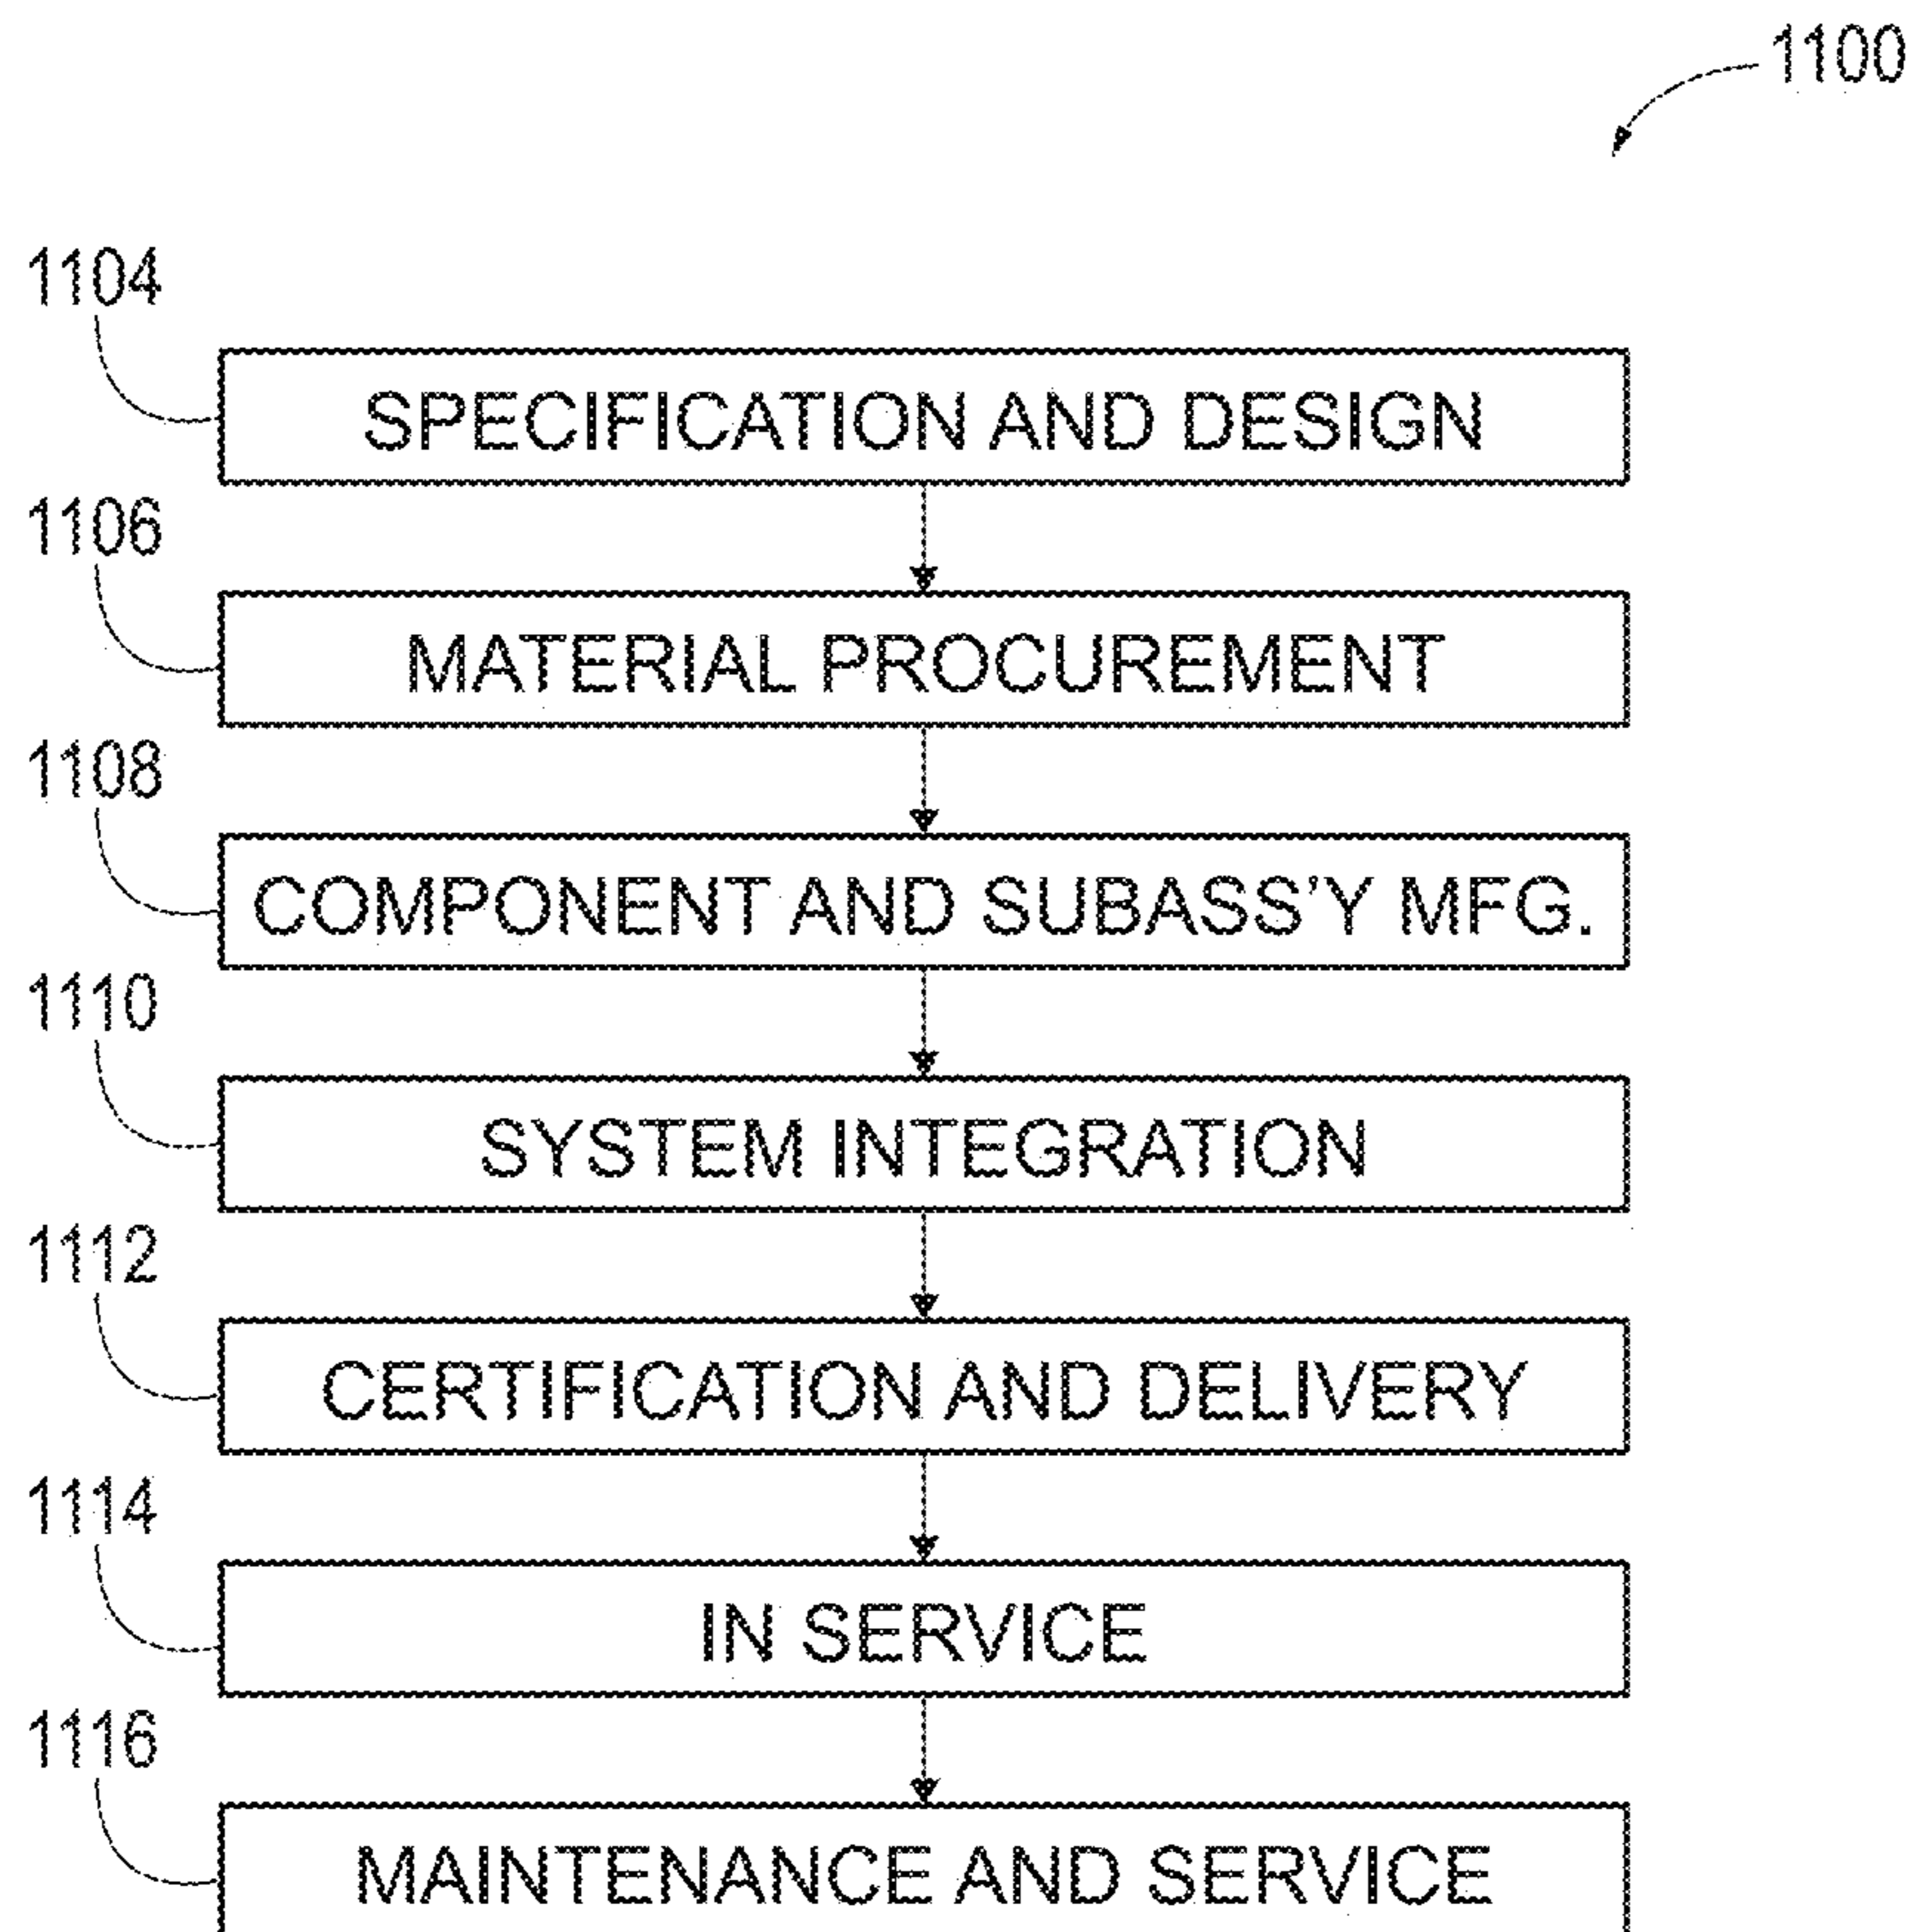 1100
1104
SPECIFICATION AND DESIGN
1106
MATERIAL PROCUREMENT
1108
COMPONENT AND SUBASS'Y MFG.
1110
SYSTEM INTEGRATION
1112
CERTIFICATION AND DELIVERY
1114
IN SERVICE
1116
MAINTENANCE AND SERVICE